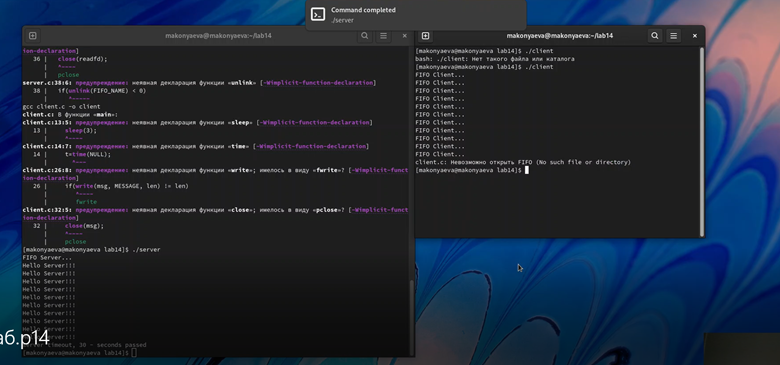 Command completed
./server
makonyaeva@makonyaeva:~/lab14
ion-declaration]
36 | close(readfd);
| ^~~~~
| pclose
server.c:38:6: предупреждение: неявная декларация функции «unlink» [-Wimplicit-function-declaration]
38 | if(unlink(FIFO_NAME) < 0)
| ^~~~~~
gcc client.c -o client
client.c: В функции «main»:
client.c:13:5: предупреждение: неявная декларация функции «sleep» [-Wimplicit-function-declaration]
13 | sleep(3);
| ^~~~~
client.c:14:7: предупреждение: неявная декларация функции «time» [-Wimplicit-function-declaration]
14 | t=time(NULL);
| ^~~~
client.c:26:8: предупреждение: неявная декларация функции «write»; имелось в виду «fwrite»? [-Wimplicit-funct
ion-declaration]
26 | if(write(msg, MESSAGE, len) != len)
| ^~~~~
| fwrite
client.c:32:5: предупреждение: неявная декларация функции «close»; имелось в виду «pclose»? [-Wimplicit-funct
ion-declaration]
32 | close(msg);
| ^~~~~
| pclose
[makonyaeva@makonyaeva lab14]$ ./server
FIFO Server...
Hello Server!!!
Hello Server!!!
Hello Server!!!
Hello Server!!!
Hello Server!!!
Hello Server!!!
Hello Server!!!
Hello Server!!!
Hello Server!!!
Hello Server!!!
timeout, 30 - seconds passed
[makonyaeva@makonyaeva lab14]$
аб.р14
makonyaeva@makonyaeva:~/lab14
[makonyaeva@makonyaeva lab14]$ ./client
bash: ./client: Нет такого файла или каталога
[makonyaeva@makonyaeva lab14]$ ./client
FIFO Client...
FIFO Client...
FIFO Client...
FIFO Client...
FIFO Client...
FIFO Client...
FIFO Client...
FIFO Client...
FIFO Client...
FIFO Client...
FIFO Client...
client.c: Невозможно открыть FIFO (No such file or directory)
[makonyaeva@makonyaeva lab14]$